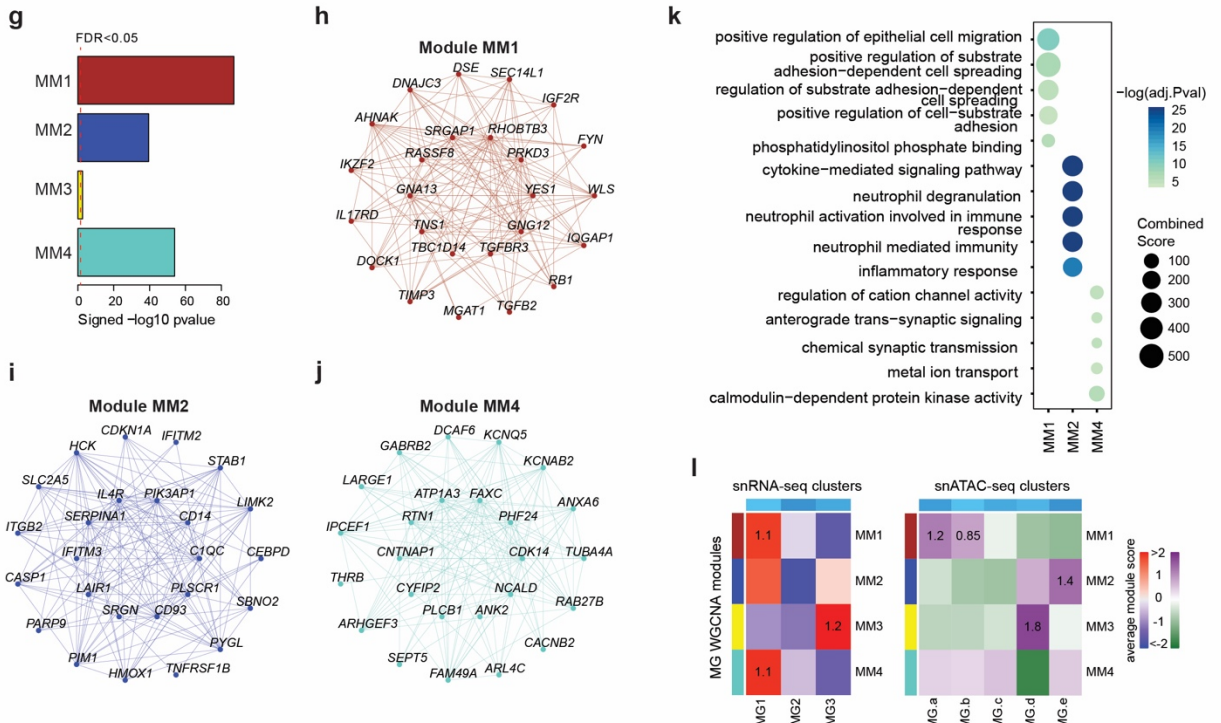 g
FDR<0.05
MM1
MM2
MM3
MM4
0 20 40 60 80
Signed −log10 pvalue
h
Module MM1
DSE
SEC14L1
DNAJC3
IGF2R
AHNAK
SRGAP1
RHOBTB3
FYN
RASSF8
PRKD3
IKZF2
GNA13
YES1
WLS
IL17RD
TNS1
GNG12
TBC1D14
TGFBR3
IQGAP1
DOCK1
RB1
TIMP3
MGAT1
TGFB2
i
Module MM2
CDKN1A
IFITM2
HCK
STAB1
SLC2A5
IL4R
PIK3AP1
LIMK2
SERPINA1
CD14
ITGB2
IFITM3
C1QC
CEBPD
CASP1
LAIR1
PLSCR1
SRGN
CD93
SBNO2
PARP9
PYGL
PIM1
HMOX1
TNFRSF1B
j
Module MM4
DCAF6
KCNQ5
GABRB2
KCNAB2
LARGE1
ATP1A3
FAXC
ANXA6
RTN1
PHF24
IPCEF1
CNTNAP1
CDK14
TUBA4A
THRB
CYFIP2
NCALD
PLCB1
ANK2
RAB27B
ARHGEF3
CACNB2
SEPT5
FAM49A
ARL4C
k
positive regulation of epithelial cell migration
positive regulation of substrate
adhesion−dependent cell spreading
regulation of substrate adhesion−dependent
cell spreading
positive regulation of cell−substrate
adhesion
phosphatidylinositol phosphate binding
cytokine−mediated signaling pathway
neutrophil degranulation
neutrophil activation involved in immune
response
neutrophil mediated immunity
inflammatory response
regulation of cation channel activity
anterograde trans−synaptic signaling
chemical synaptic transmission
metal ion transport
calmodulin−dependent protein kinase activity
MM1
MM2
MM4
−log(adj.Pval)
25
20
15
10
5
Combined
Score
100
200
300
400
500
l
snRNA−seq clusters
snATAC−seq clusters
MG WGCNA modules
1.1
MM1
MM2
1.2
MM3
1.1
MM4
MG1
MG2
MG3
1.2 0.85
MM1
1.4
MM2
1.8
MM3
MM4
MG.a
MG.b
MG.c
MG.d
MG.e
average module score
>2
1
0
-1
<-2